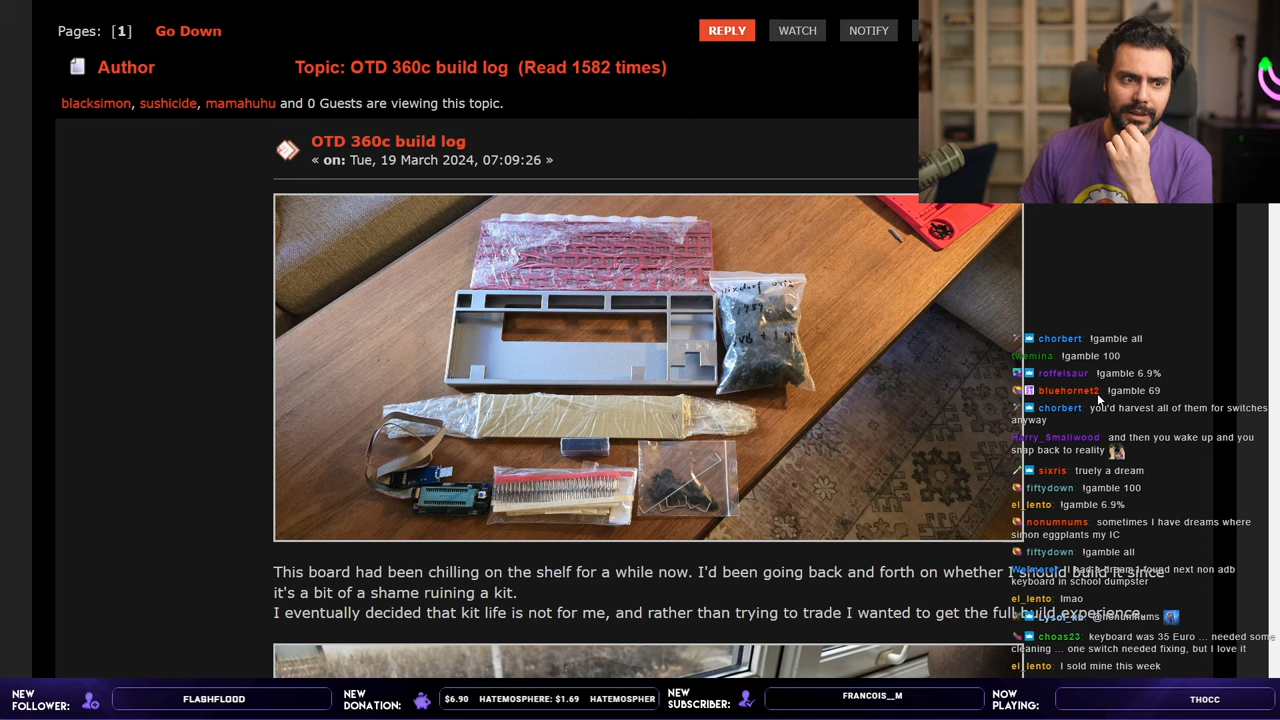 Pages: [1] Go Down
REPLY WATCH NOTIFY
Author Topic: OTD 360c build log (Read 1582 times)
blacksimon, sushicide, mamahuhu and 0 Guests are viewing this topic.
OTD 360c build log
« on: Tue, 19 March 2024, 07:09:26 »
This board had been chilling on the shelf for a while now. I'd been going back and forth on whether I should build it since
it's a bit of a shame ruining a kit.
I eventually decided that kit life is not for me, and rather than trying to trade I wanted to get the full build experience.
chorbert: !gamble all
twemina: !gamble 100
roffelsaur: !gamble 6.9%
bluehornet2: !gamble 69
chorbert: you'd harvest all of them for switches
anyway
Harry_Smallwood: and then you wake up and you
snap back to reality
sixris: truely a dream
fiftydown: !gamble 100
el_lento: !gamble 6.9%
nonumnums: sometimes I have dreams where
simon eggplants my IC
fiftydown: !gamble all
I had a dream I found next non adb
keyboard in school dumpster
el_lento: lmao
Lysol_kb: @nonumnums
choas23: keyboard was 35 Euro ... needed some
cleaning ... one switch needed fixing, but I love it
el_lento: I sold mine this week
NEW
FOLLOWER:
FLASHFLOOD
NEW
DONATION:
$6.90 HATEMOSPHERE: $1.69 HATEMOSPHER
NEW
SUBSCRIBER:
FRANCOIS__M
NOW
PLAYING:
THOCC